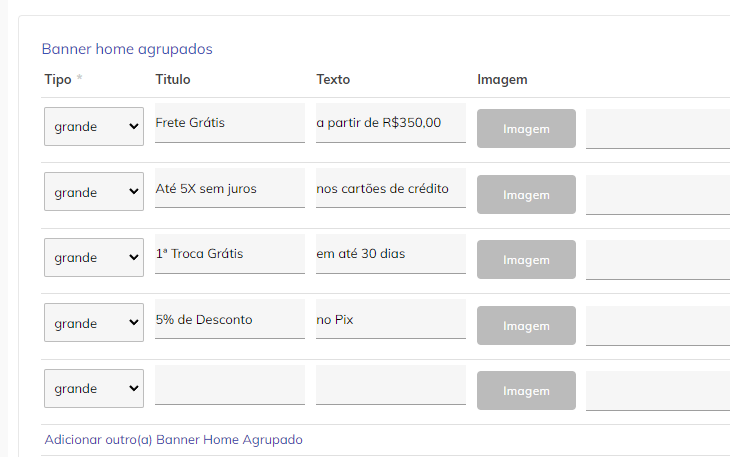 Banner home agrupados
Tipo * Titulo Texto Imagem
grande Frete Grátis a partir de R$350,00 Imagem
grande Até 5X sem juros nos cartões de crédito Imagem
grande 1ª Troca Grátis em até 30 dias Imagem
grande 5% de Desconto no Pix Imagem
grande Imagem
Adicionar outro(a) Banner Home Agrupado